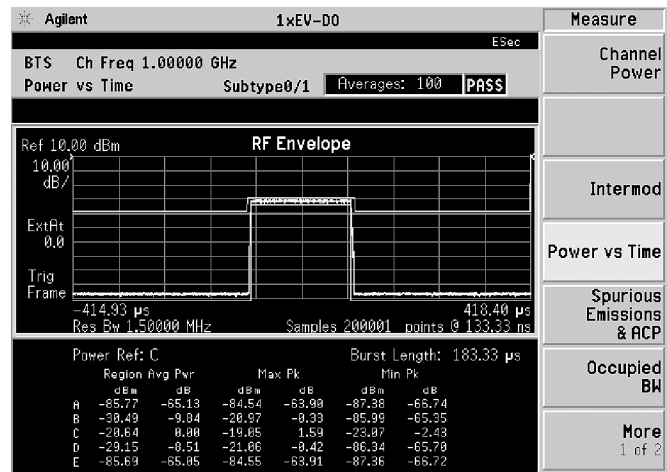 Agilent 1xEV-DO Measure
ESec
BTS Ch Freq 1.00000 GHz
Channel Power
Power vs Time Subtype0/1 Averages: 100 PASS
Ref 10.00 dBm RF Envelope
10.00
dB/
Intermod
ExtAt
0.0
Power vs Time
Trig
Frame
-414.93 µs 418.40 µs
Res Bw 1.50000 MHz Samples 200001 points @ 133.33 ns
Spurious
Emissions
& ACP
Power Ref: C Burst Length: 183.33 µs
Region Avg Pwr Max Pk Min Pk
dBm dB dBm dB dBm dB
A -85.77 -65.13 -84.54 -63.90 -87.38 -66.74
B -30.49 -9.84 -20.97 -0.33 -85.99 -65.35
C -20.64 0.00 -19.05 1.59 -23.07 -2.43
D -29.15 -8.51 -21.06 -0.42 -86.34 -65.70
E -85.69 -65.05 -84.55 -63.91 -87.36 -66.72
Occupied
BW
More
1 of 2